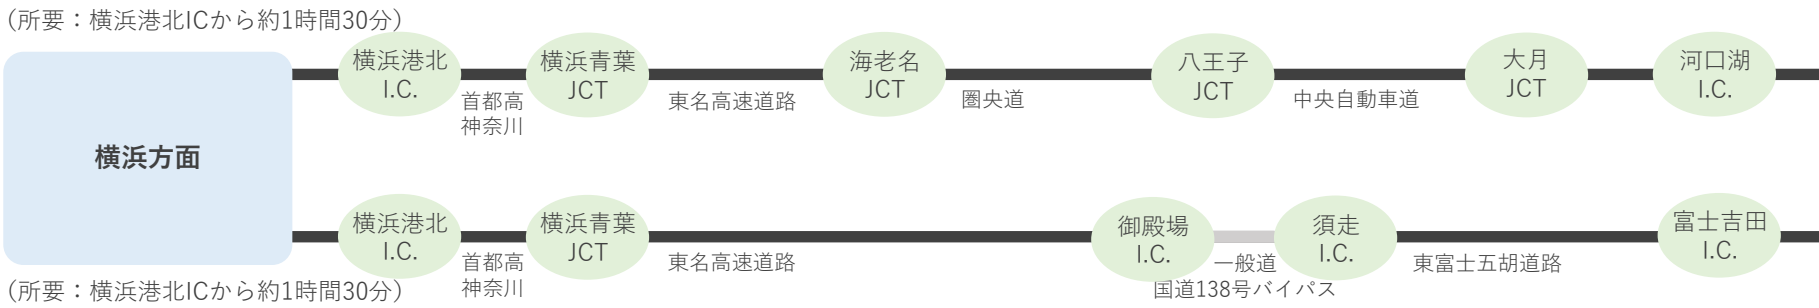 （所要：横浜港北ICから約1時間30分）
横浜方面
横浜港北
I.C.
首都高
神奈川
横浜青葉
JCT
東名高速道路
海老名
JCT
圏央道
八王子
JCT
中央自動車道
大月
JCT
河口湖
I.C.
横浜港北
I.C.
首都高
神奈川
横浜青葉
JCT
東名高速道路
御殿場
I.C.
一般道
国道138号バイパス
須走
I.C.
東富士五胡道路
富士吉田
I.C.
（所要：横浜港北ICから約1時間30分）